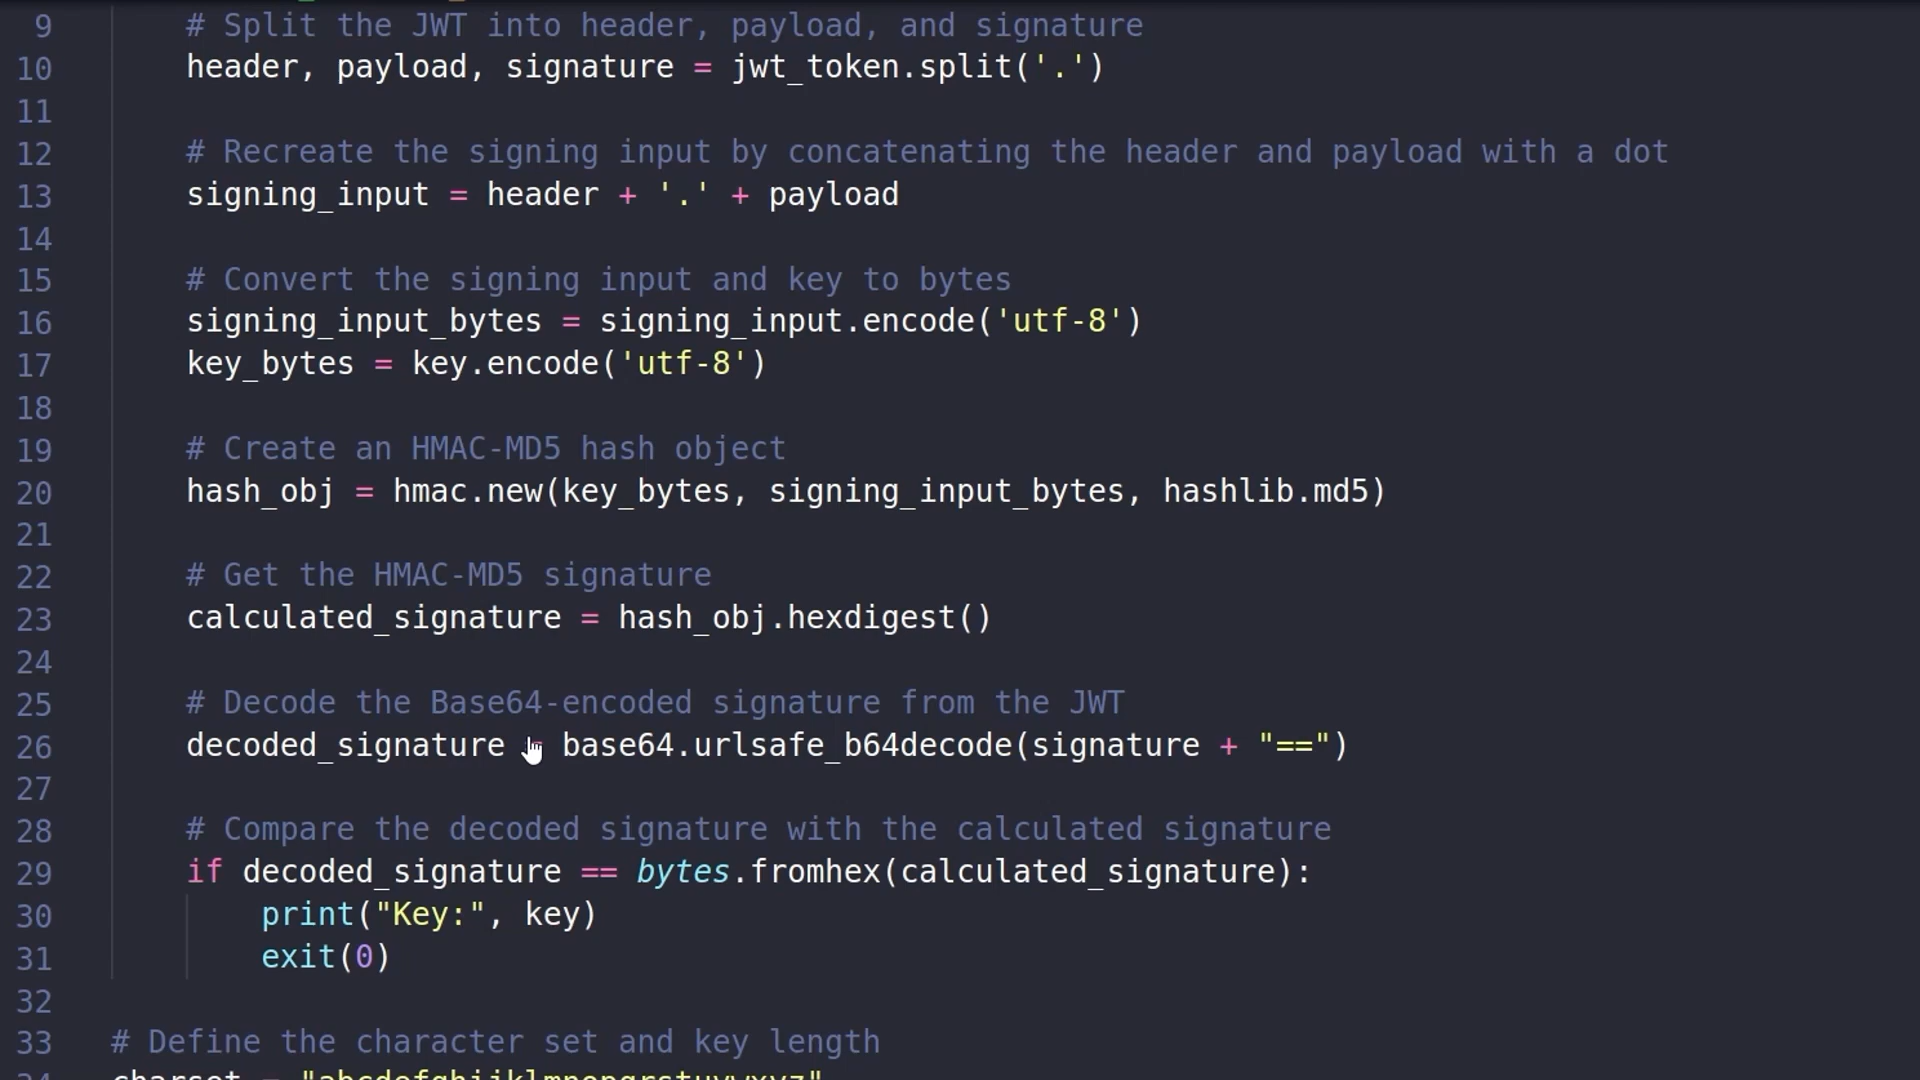 9 # Split the JWT into header, payload, and signature
10 header, payload, signature = jwt_token.split('.')
11
12 # Recreate the signing input by concatenating the header and payload with a dot
13 signing_input = header + '.' + payload
14
15 # Convert the signing input and key to bytes
16 signing_input_bytes = signing_input.encode('utf-8')
17 key_bytes = key.encode('utf-8')
18
19 # Create an HMAC-MD5 hash object
20 hash_obj = hmac.new(key_bytes, signing_input_bytes, hashlib.md5)
21
22 # Get the HMAC-MD5 signature
23 calculated_signature = hash_obj.hexdigest()
24
25 # Decode the Base64-encoded signature from the JWT
26 decoded_signature = base64.urlsafe_b64decode(signature + "==")
27
28 # Compare the decoded signature with the calculated signature
29 if decoded_signature == bytes.fromhex(calculated_signature):
30 print("Key:", key)
31 exit(0)
32
33 # Define the character set and key length
34 charset = "abcdefghijklmnopqrstuvwxyz"